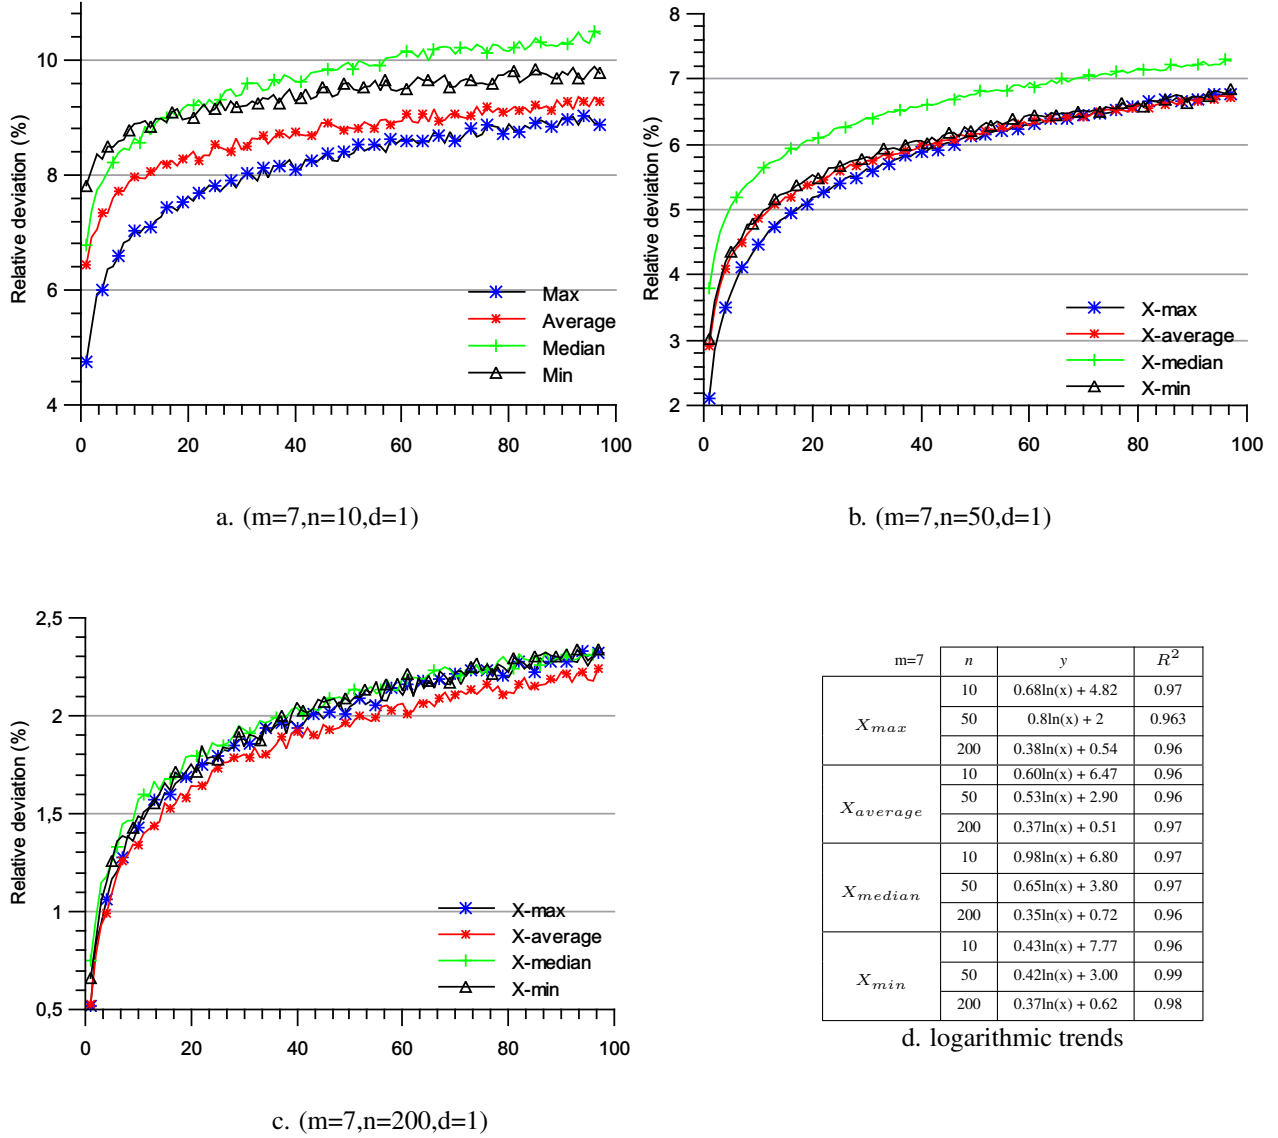 10
8
6
4
Relative deviation (%)
Max
Average
Median
Min
0 20 40 60 80 100
a. (m=7,n=10,d=1)
8
7
6
5
4
3
2
Relative deviation (%)
X-max
X-average
X-median
X-min
0 20 40 60 80 100
b. (m=7,n=50,d=1)
2,5
2
1,5
1
0,5
Relative deviation (%)
X-max
X-average
X-median
X-min
0 20 40 60 80 100
c. (m=7,n=200,d=1)
m=7 n y R²
X_max
10 0.68ln(x) + 4.82 0.97
50 0.8ln(x) + 2 0.963
200 0.38ln(x) + 0.54 0.96
X_average
10 0.60ln(x) + 6.47 0.96
50 0.53ln(x) + 2.90 0.96
200 0.37ln(x) + 0.51 0.97
X_median
10 0.98ln(x) + 6.80 0.97
50 0.65ln(x) + 3.80 0.97
200 0.35ln(x) + 0.72 0.96
X_min
10 0.43ln(x) + 7.77 0.96
50 0.42ln(x) + 3.00 0.99
200 0.37ln(x) + 0.62 0.98
d. logarithmic trends